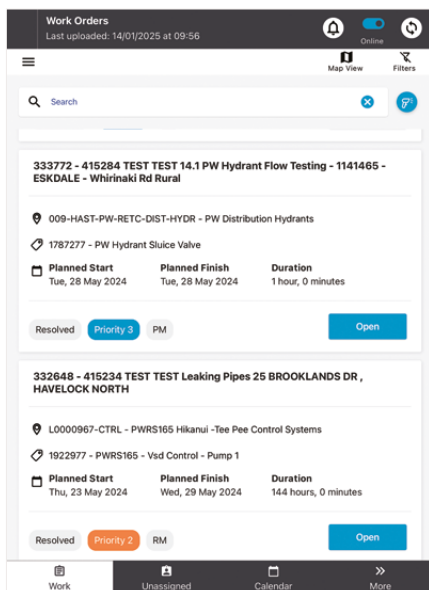 Work Orders
Last uploaded: 14/01/2025 at 09:56
Online
Map View
Filters
Search
333772 - 415284 TEST TEST 14.1 PW Hydrant Flow Testing - 1141465 -
ESKDALE - Whirinaki Rd Rural
009-HAST-PW-RETC-DIST-HYDR - PW Distribution Hydrants
1787277 - PW Hydrant Sluice Valve
Planned Start Planned Finish Duration
Tue, 28 May 2024 Tue, 28 May 2024 1 hour, 0 minutes
Resolved Priority 3 PM Open
332648 - 415234 TEST TEST Leaking Pipes 25 BROOKLANDS DR ,
HAVELOCK NORTH
L0000967-CTRL - PWRS165 Hikanui -Tee Pee Control Systems
1922977 - PWRS165 - Vsd Control - Pump 1
Planned Start Planned Finish Duration
Thu, 23 May 2024 Wed, 29 May 2024 144 hours, 0 minutes
Resolved Priority 2 RM Open
Work Unassigned Calendar More